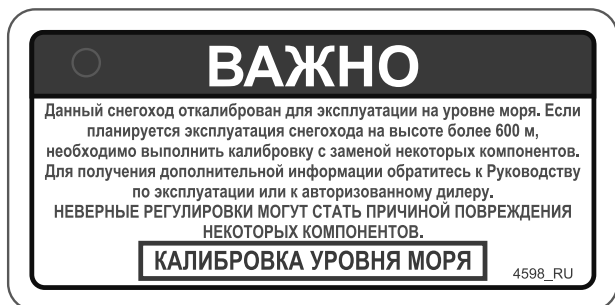 ВАЖНО
Данный снегоход откалиброван для эксплуатации на уровне моря. Если
планируется эксплуатация снегохода на высоте более 600 м,
необходимо выполнить калибровку с заменой некоторых компонентов.
Для получения дополнительной информации обратитесь к Руководству
по эксплуатации или к авторизованному дилеру.
НЕВЕРНЫЕ РЕГУЛИРОВКИ МОГУТ СТАТЬ ПРИЧИНОЙ ПОВРЕЖДЕНИЯ
НЕКОТОРЫХ КОМПОНЕНТОВ.
КАЛИБРОВКА УРОВНЯ МОРЯ
4598_RU